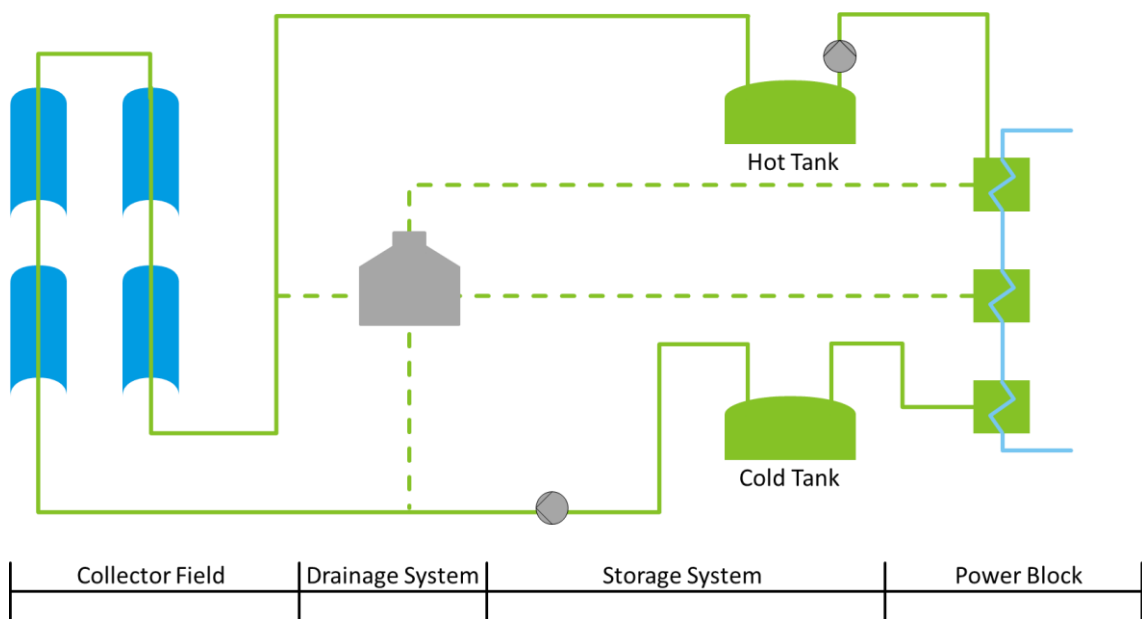 Hot Tank
Cold Tank
Collector Field
Drainage System
Storage System
Power Block